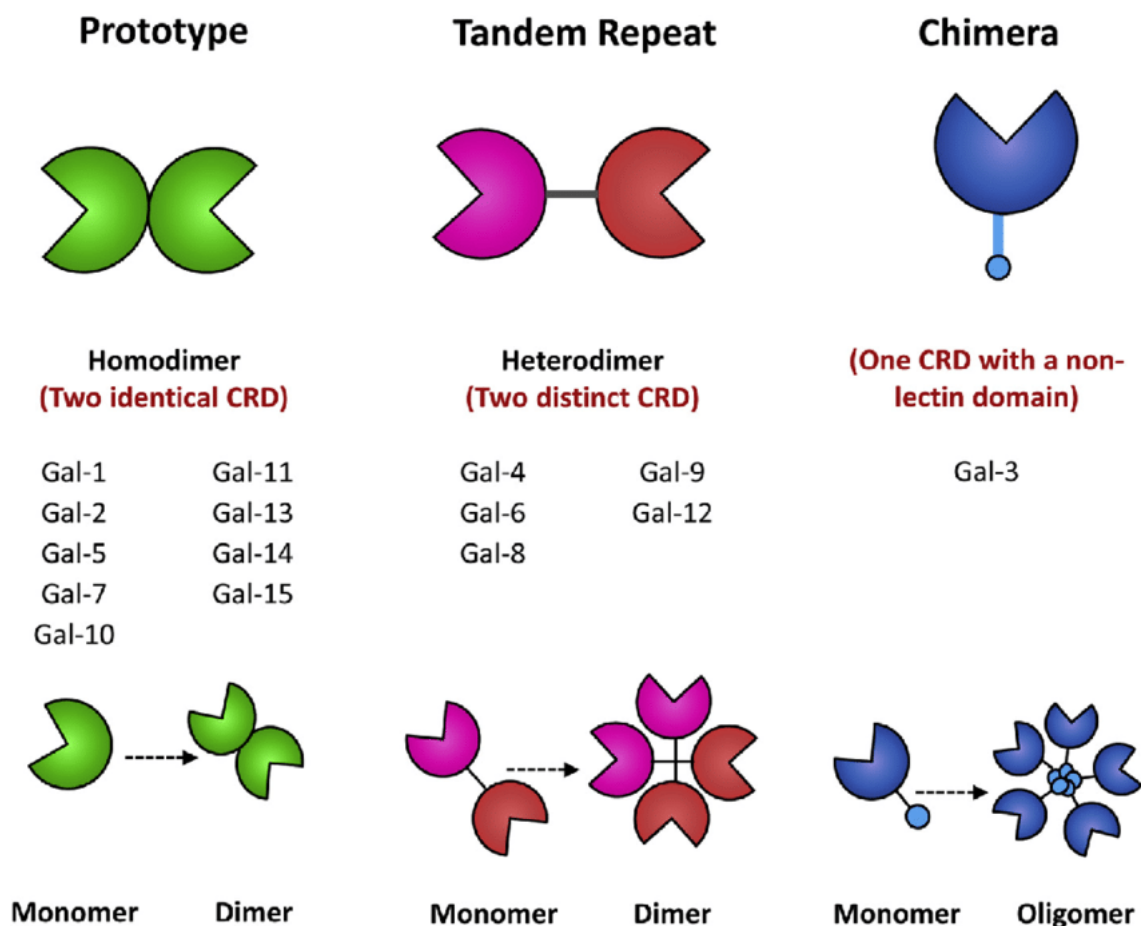 Prototype
Tandem Repeat
Chimera
Homodimer
(Two identical CRD)
Heterodimer
(Two distinct CRD)
(One CRD with a non-
lectin domain)
Gal-1
Gal-2
Gal-5
Gal-7
Gal-10
Gal-11
Gal-13
Gal-14
Gal-15
Gal-4
Gal-6
Gal-8
Gal-9
Gal-12
Gal-3
Monomer
Dimer
Monomer
Dimer
Monomer
Oligomer